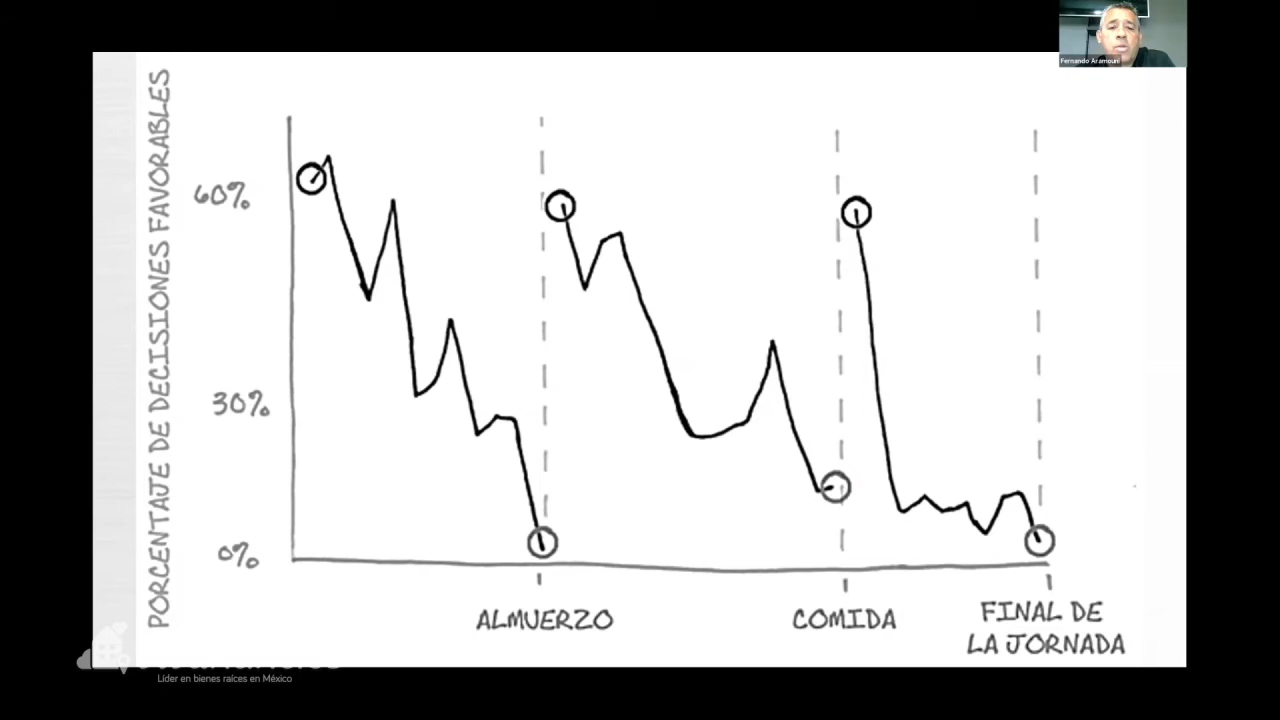 Fernando Aramouni
PORCENTAJE DE DECISIONES FAVORABLES
60%
30%
0%
ALMUERZO
COMIDA
FINAL DE
LA JORNADA
Líder en bienes raíces en México